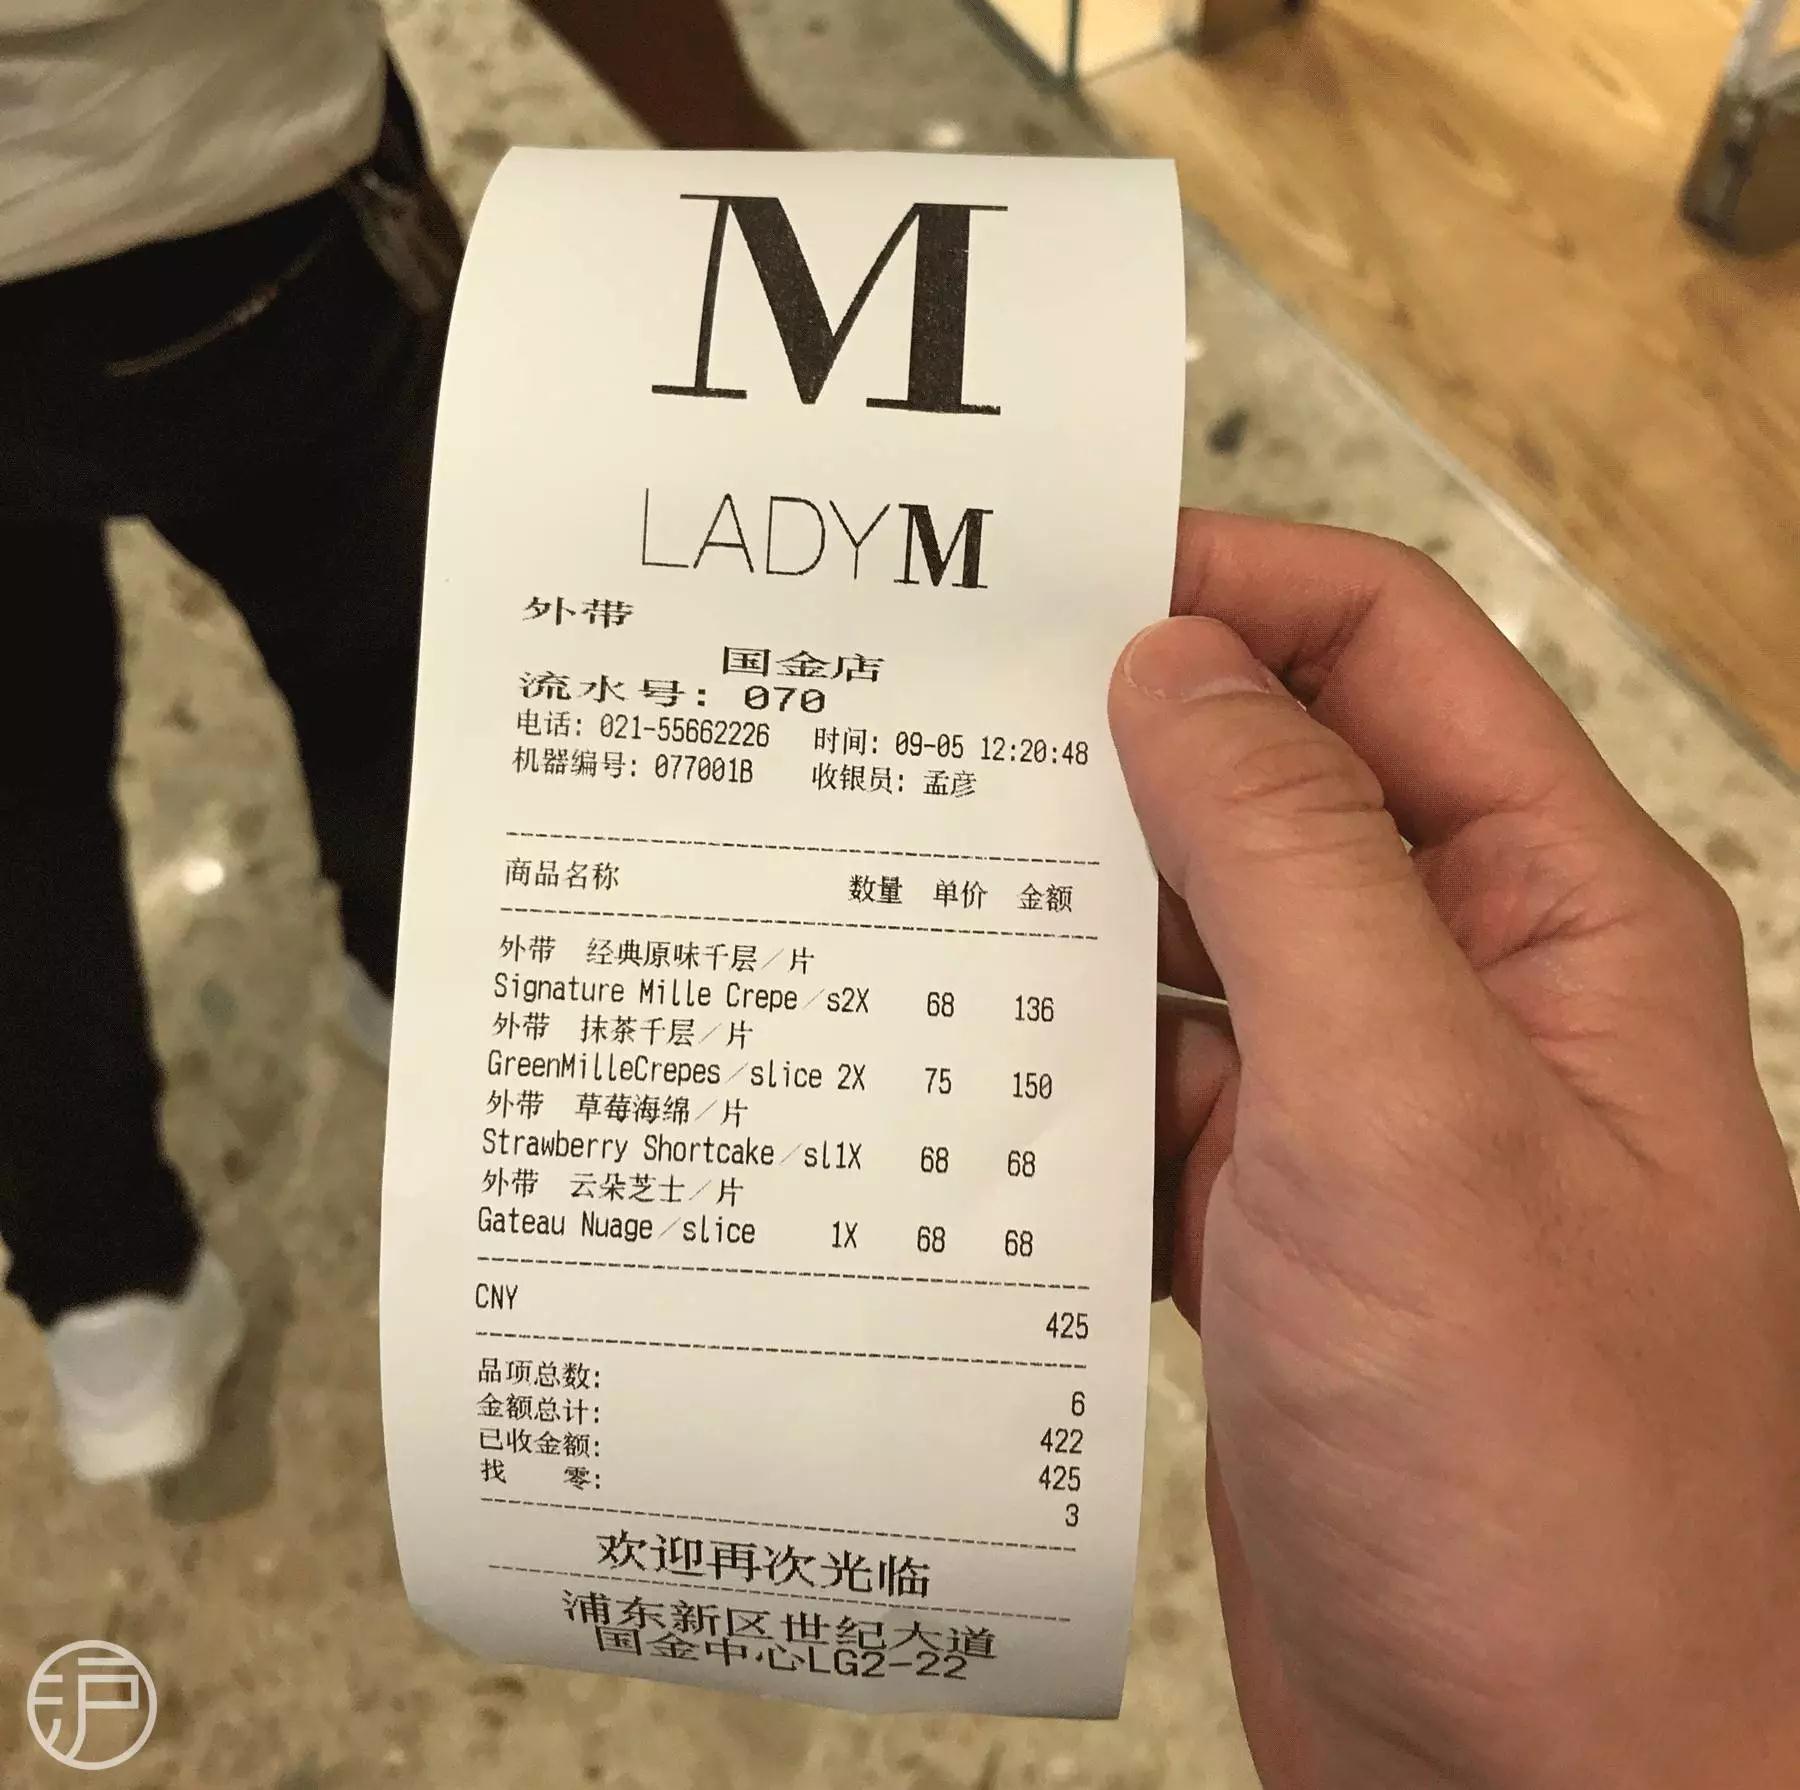 M
LADY M
外带
国金店
流水号: 070
电话: 021-55662226 时间: 09-05 12:20:48
机器编号: 077001B 收银员: 孟彦
商品名称 数量 单价 金额
外带 经典原味千层/片
Signature Mille Crepe/s2X 68 136
外带 抹茶千层/片
GreenMilleCrepes/slice 2X 75 150
外带 草莓海绵/片
Strawberry Shortcake/sl1X 68 68
外带 云朵芝士/片
Gateau Nuage/slice 1X 68 68
CNY 425
品项总数: 6
金额总计: 422
已收金额: 425
找 零: 3
欢迎再次光临
浦东新区世纪大道
国金中心LG2-22
沪